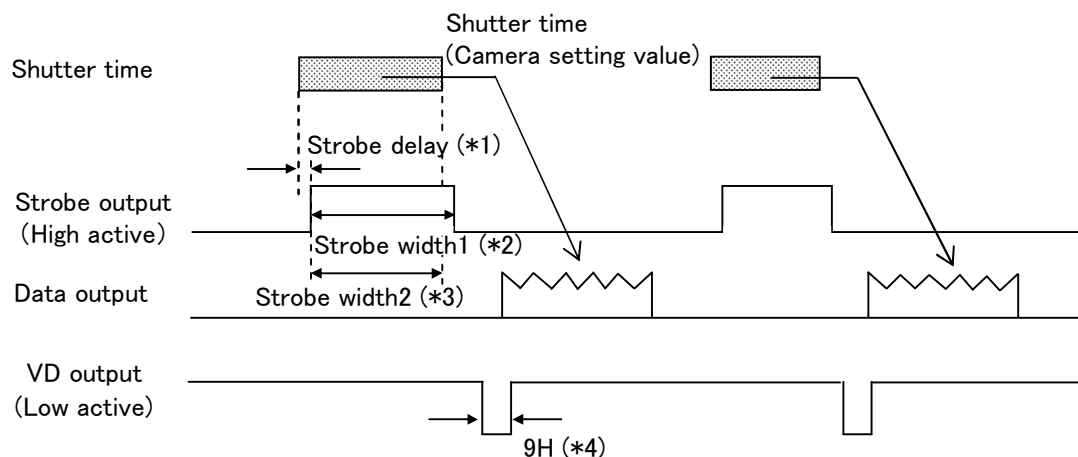 Shutter time
(Camera setting value)
Shutter time
Strobe delay (*1)
Strobe output
(High active)
Strobe width1 (*2)
Strobe width2 (*3)
Data output
VD output
(Low active)
9H (*4)